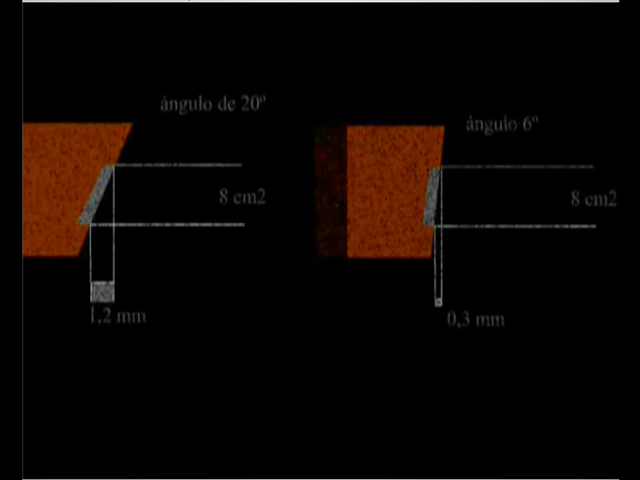 ángulo de 20º
ángulo 6º
8 cm2
8 cm2
1,2 mm
0,3 mm